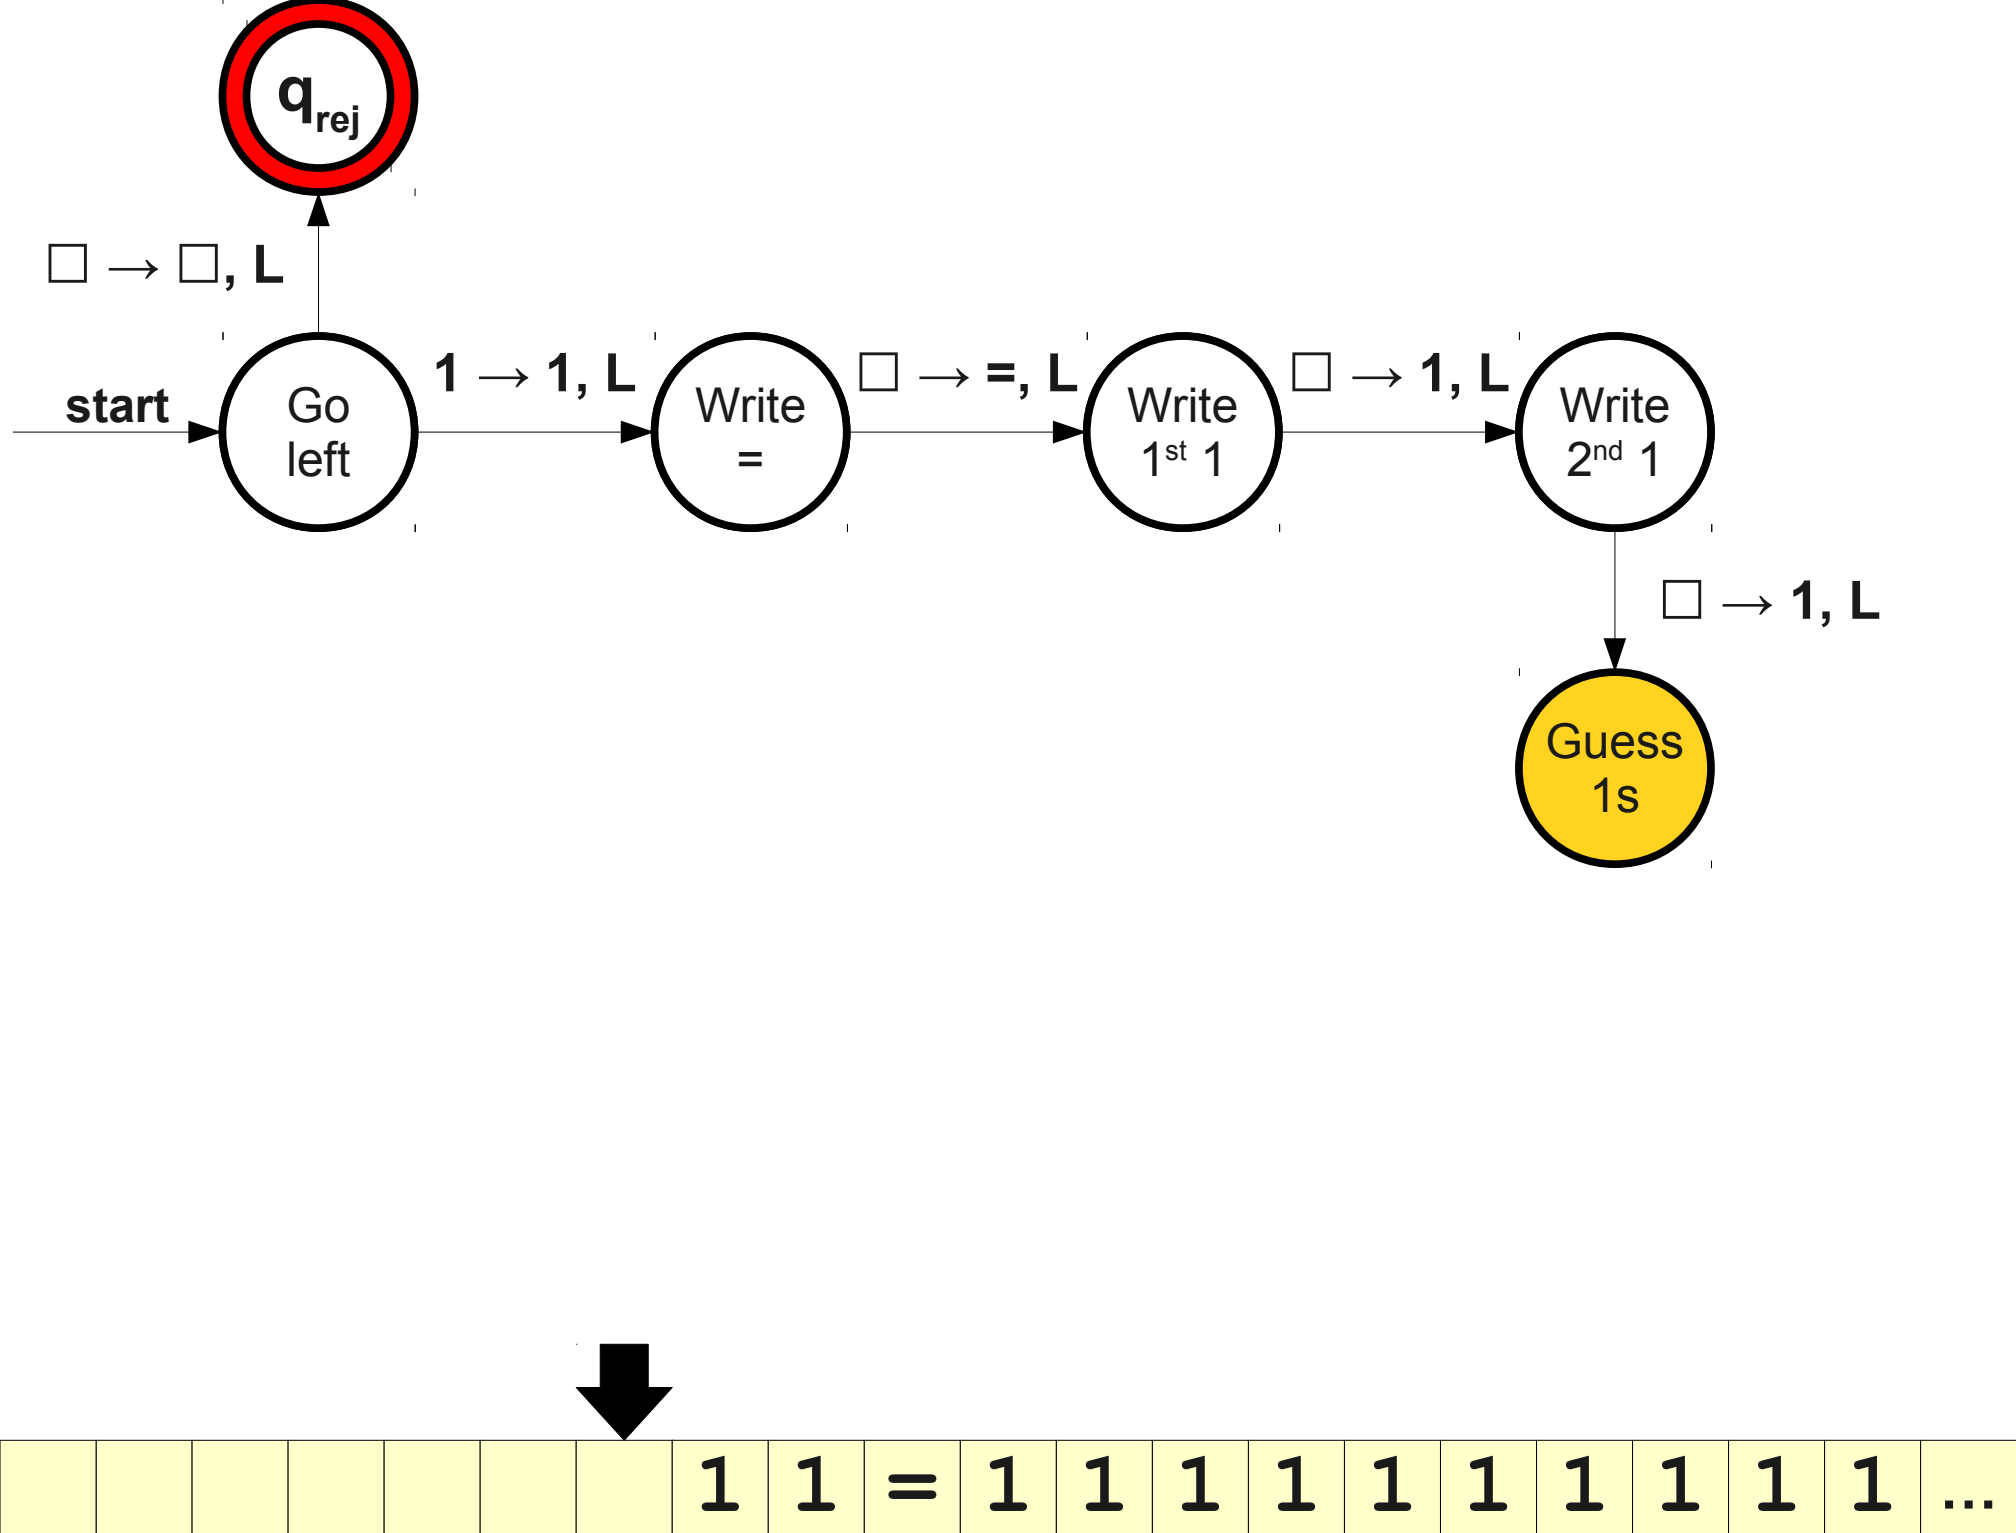 q_rej
□ → □, L
start
Go
left
1 → 1, L
Write
=
□ → =, L
Write
1st 1
□ → 1, L
Write
2nd 1
□ → 1, L
Guess
1s
1 1 = 1 1 1 1 1 1 1 1 1 1 …